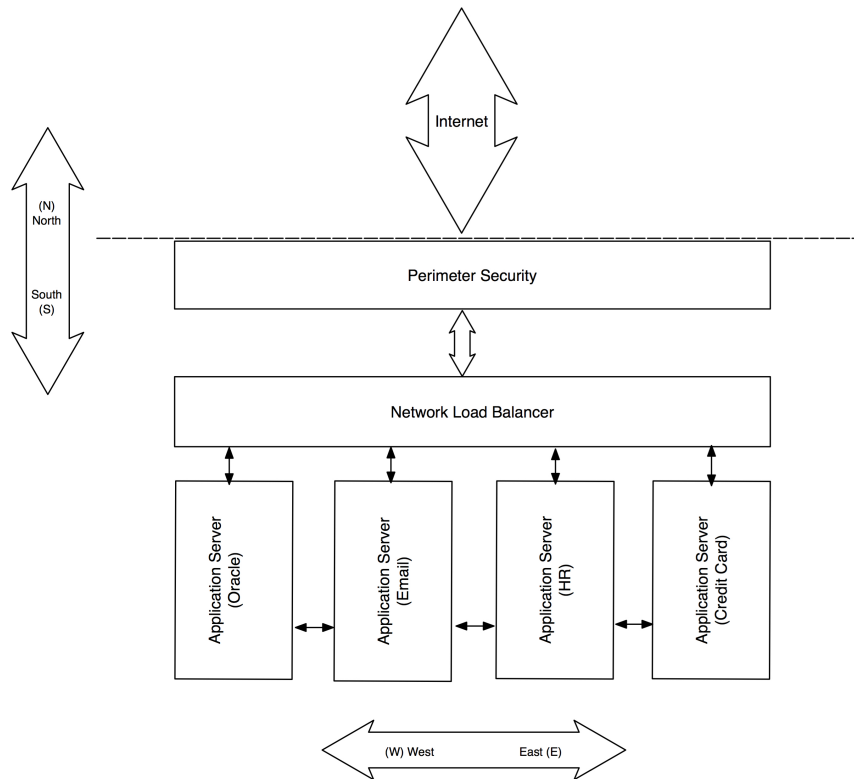 Internet
(N)
North
South
(S)
Perimeter Security
Network Load Balancer
Application Server
(Oracle)
Application Server
(Email)
Application Server
(HR)
Application Server
(Credit Card)
(W) West
East (E)